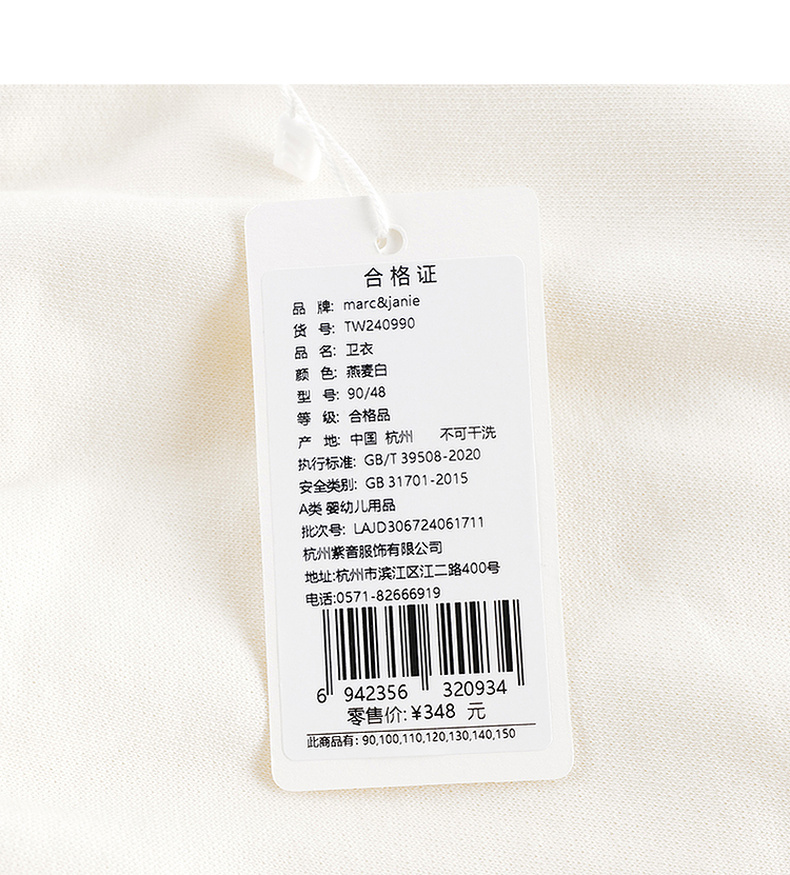 合格证
品 牌: marc&janie
货 号: TW240990
品 名: 卫衣
颜 色: 燕麦白
型 号: 90/48
等 级: 合格品
产 地: 中国 杭州 不可干洗
执行标准: GB/T 39508-2020
安全类别: GB 31701-2015
A类 婴幼儿用品
批次号: LAJD306724061711
杭州紫音服饰有限公司
地址:杭州市滨江区江二路400号
电话:0571-82666919
6 942356 320934
零售价:¥348 元
此商品有: 90,100,110,120,130,140,150